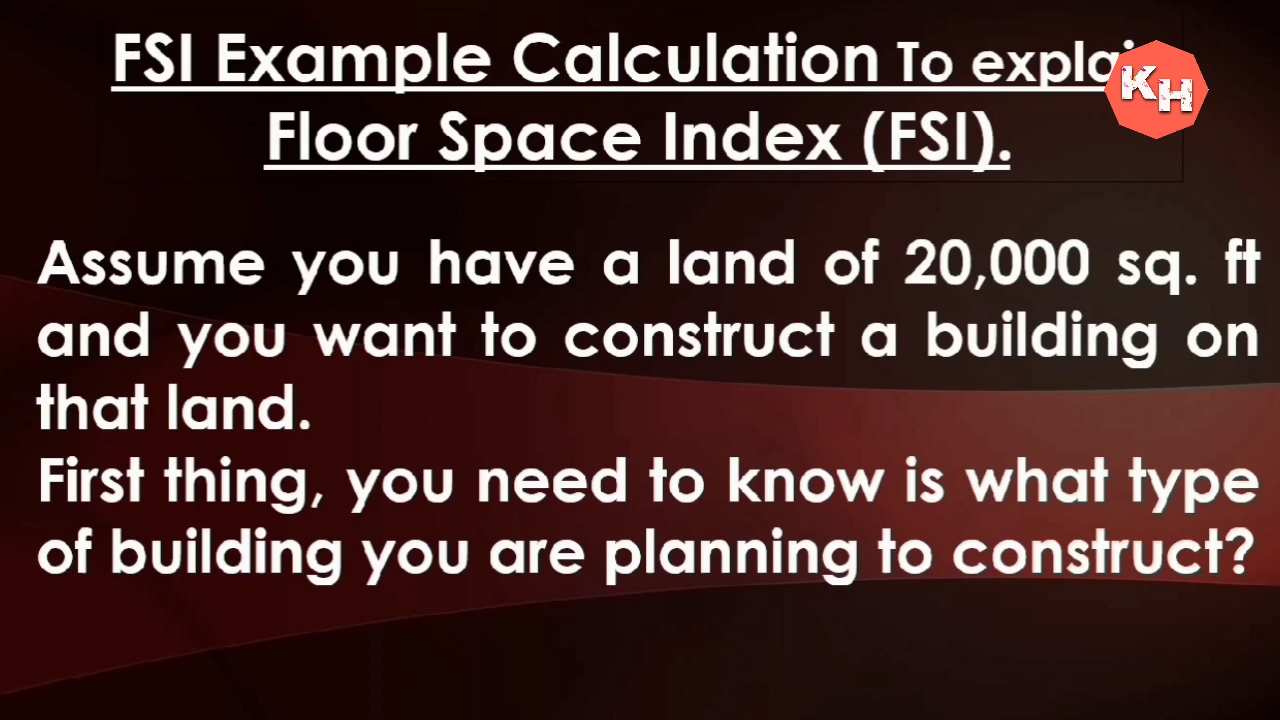 FSI Example Calculation To explai
Floor Space Index (FSI).
KH
Assume you have a land of 20,000 sq. ft
and you want to construct a building on
that land.
First thing, you need to know is what type
of building you are planning to construct?